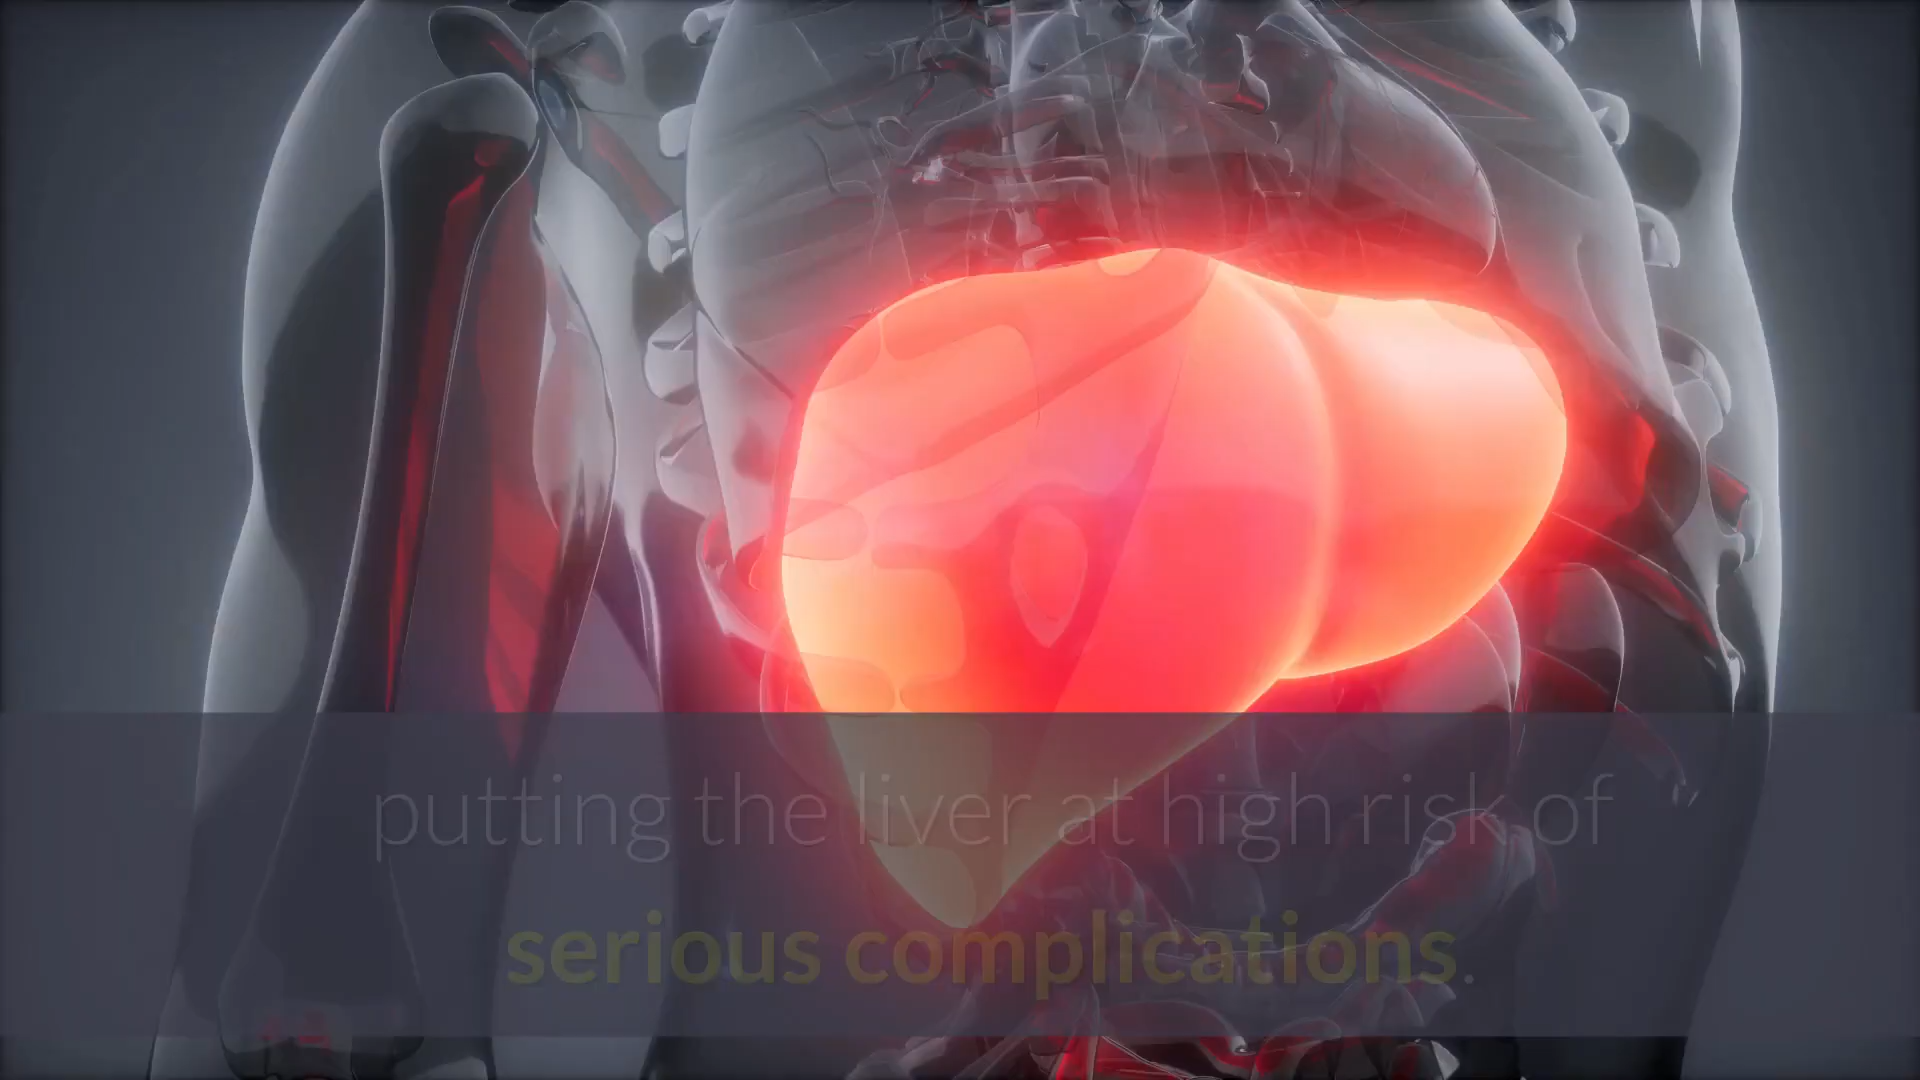 putting the liver at high risk of
serious complications.